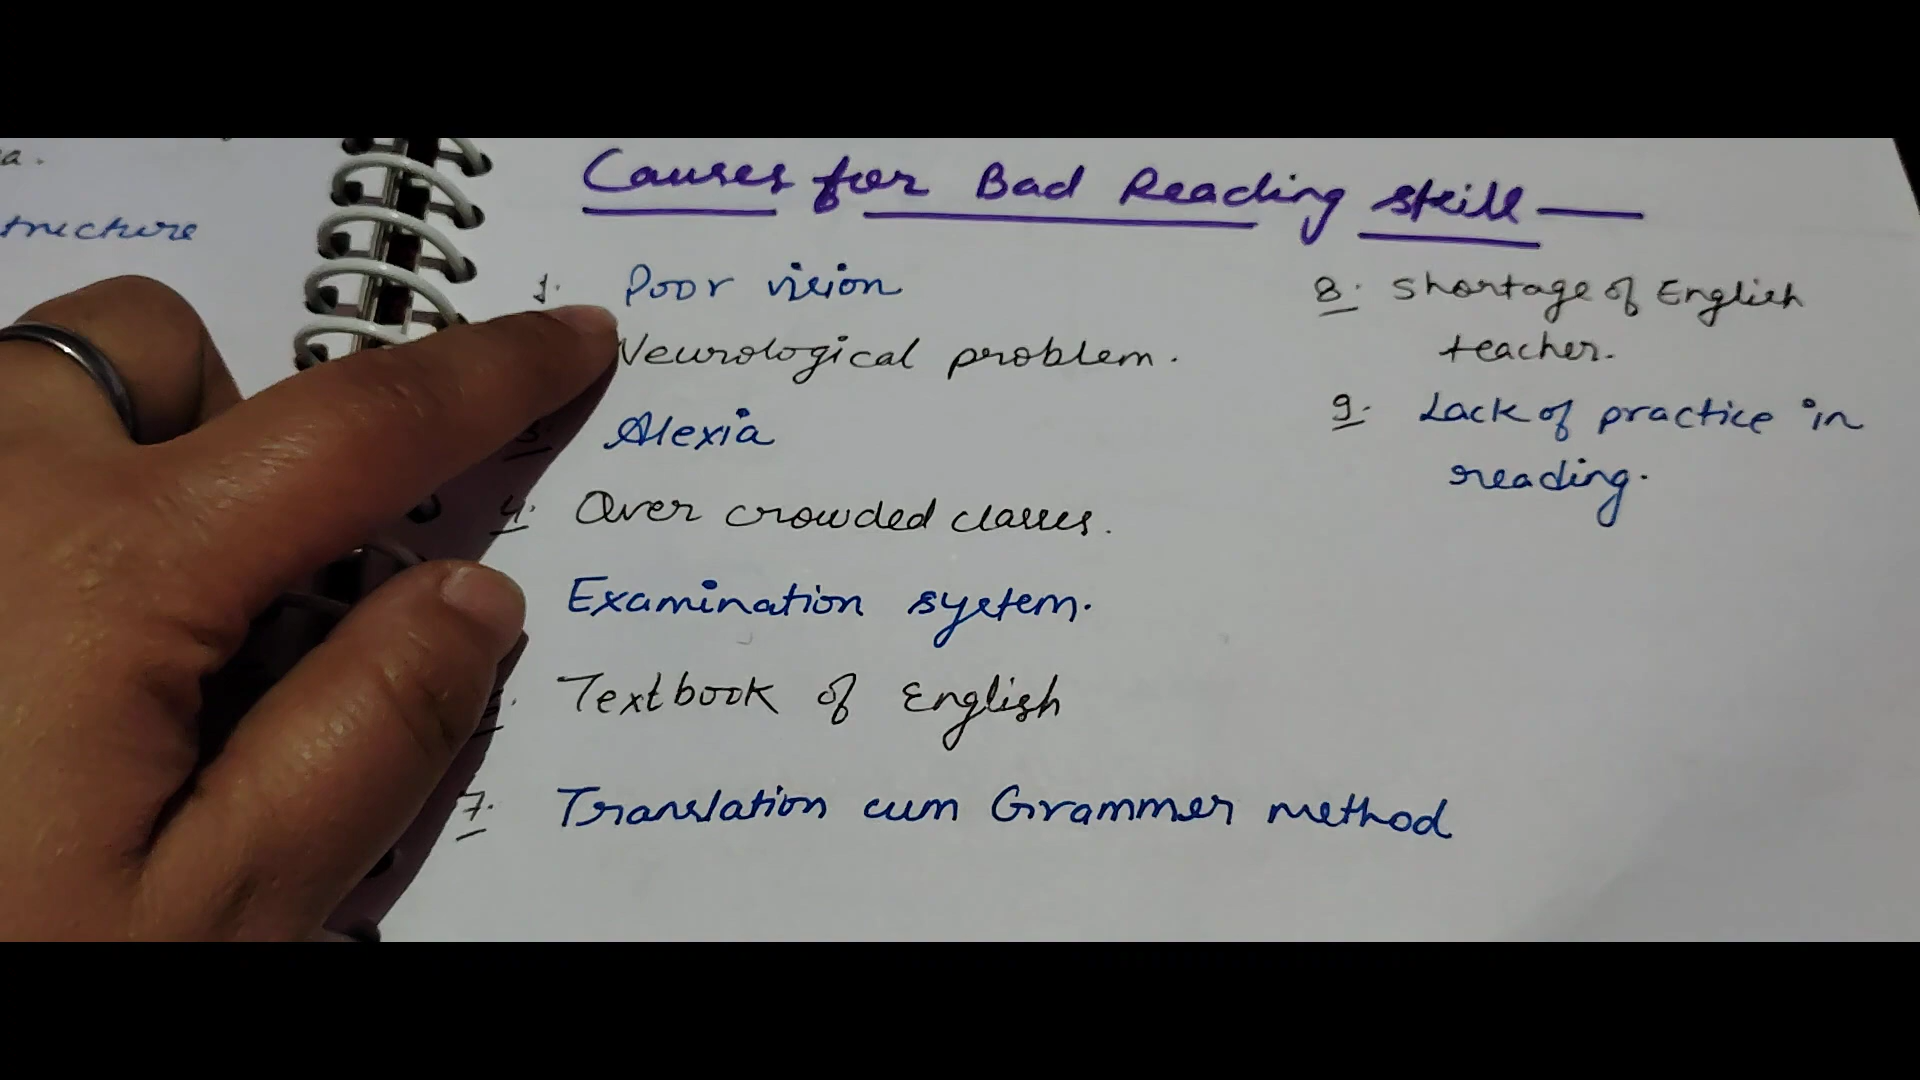 a.
tructure
Causes for Bad Reading skill —
1. Poor vision
Neurological problem.
3. Alexia
4. Over crowded classes.
Examination system.
Textbook of English
7. Translation cum Grammer method
8. Shortage of English
teacher.
9. Lack of practice in
reading.